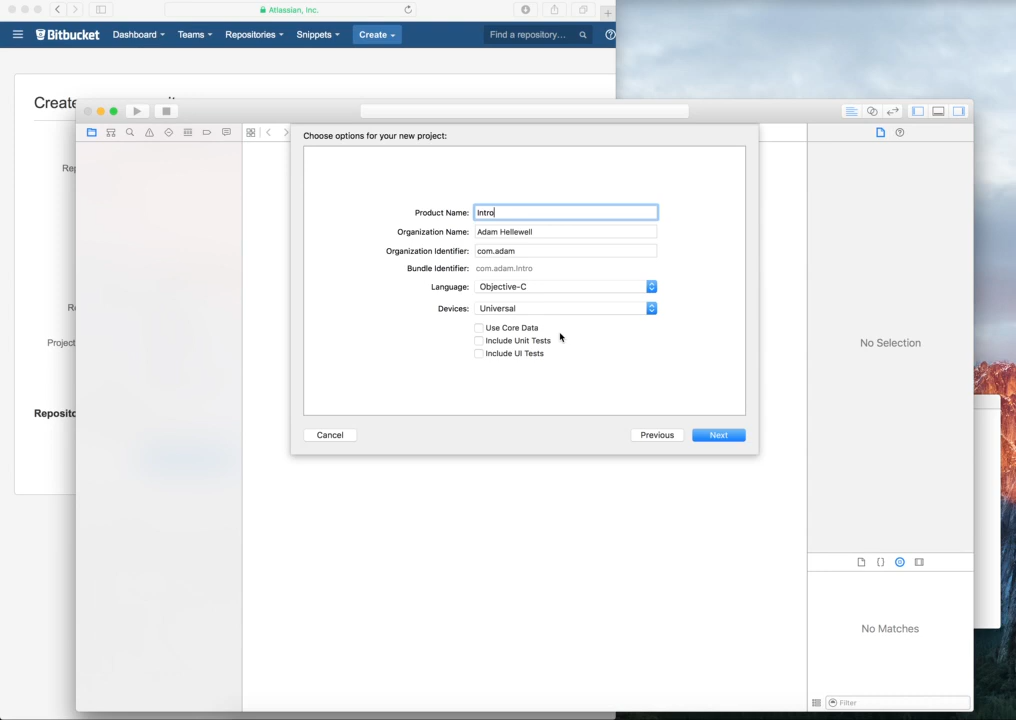 Atlassian, Inc.
Bitbucket Dashboard Teams Repositories Snippets Create Find a repository...
Choose options for your new project:
Product Name: Intro
Organization Name: Adam Hellewell
Organization Identifier: com.adam
Bundle Identifier: com.adam.Intro
Language: Objective-C
Devices: Universal
Use Core Data
Include Unit Tests
Include UI Tests
Cancel Previous Next
Project
No Selection
No Matches
Filter